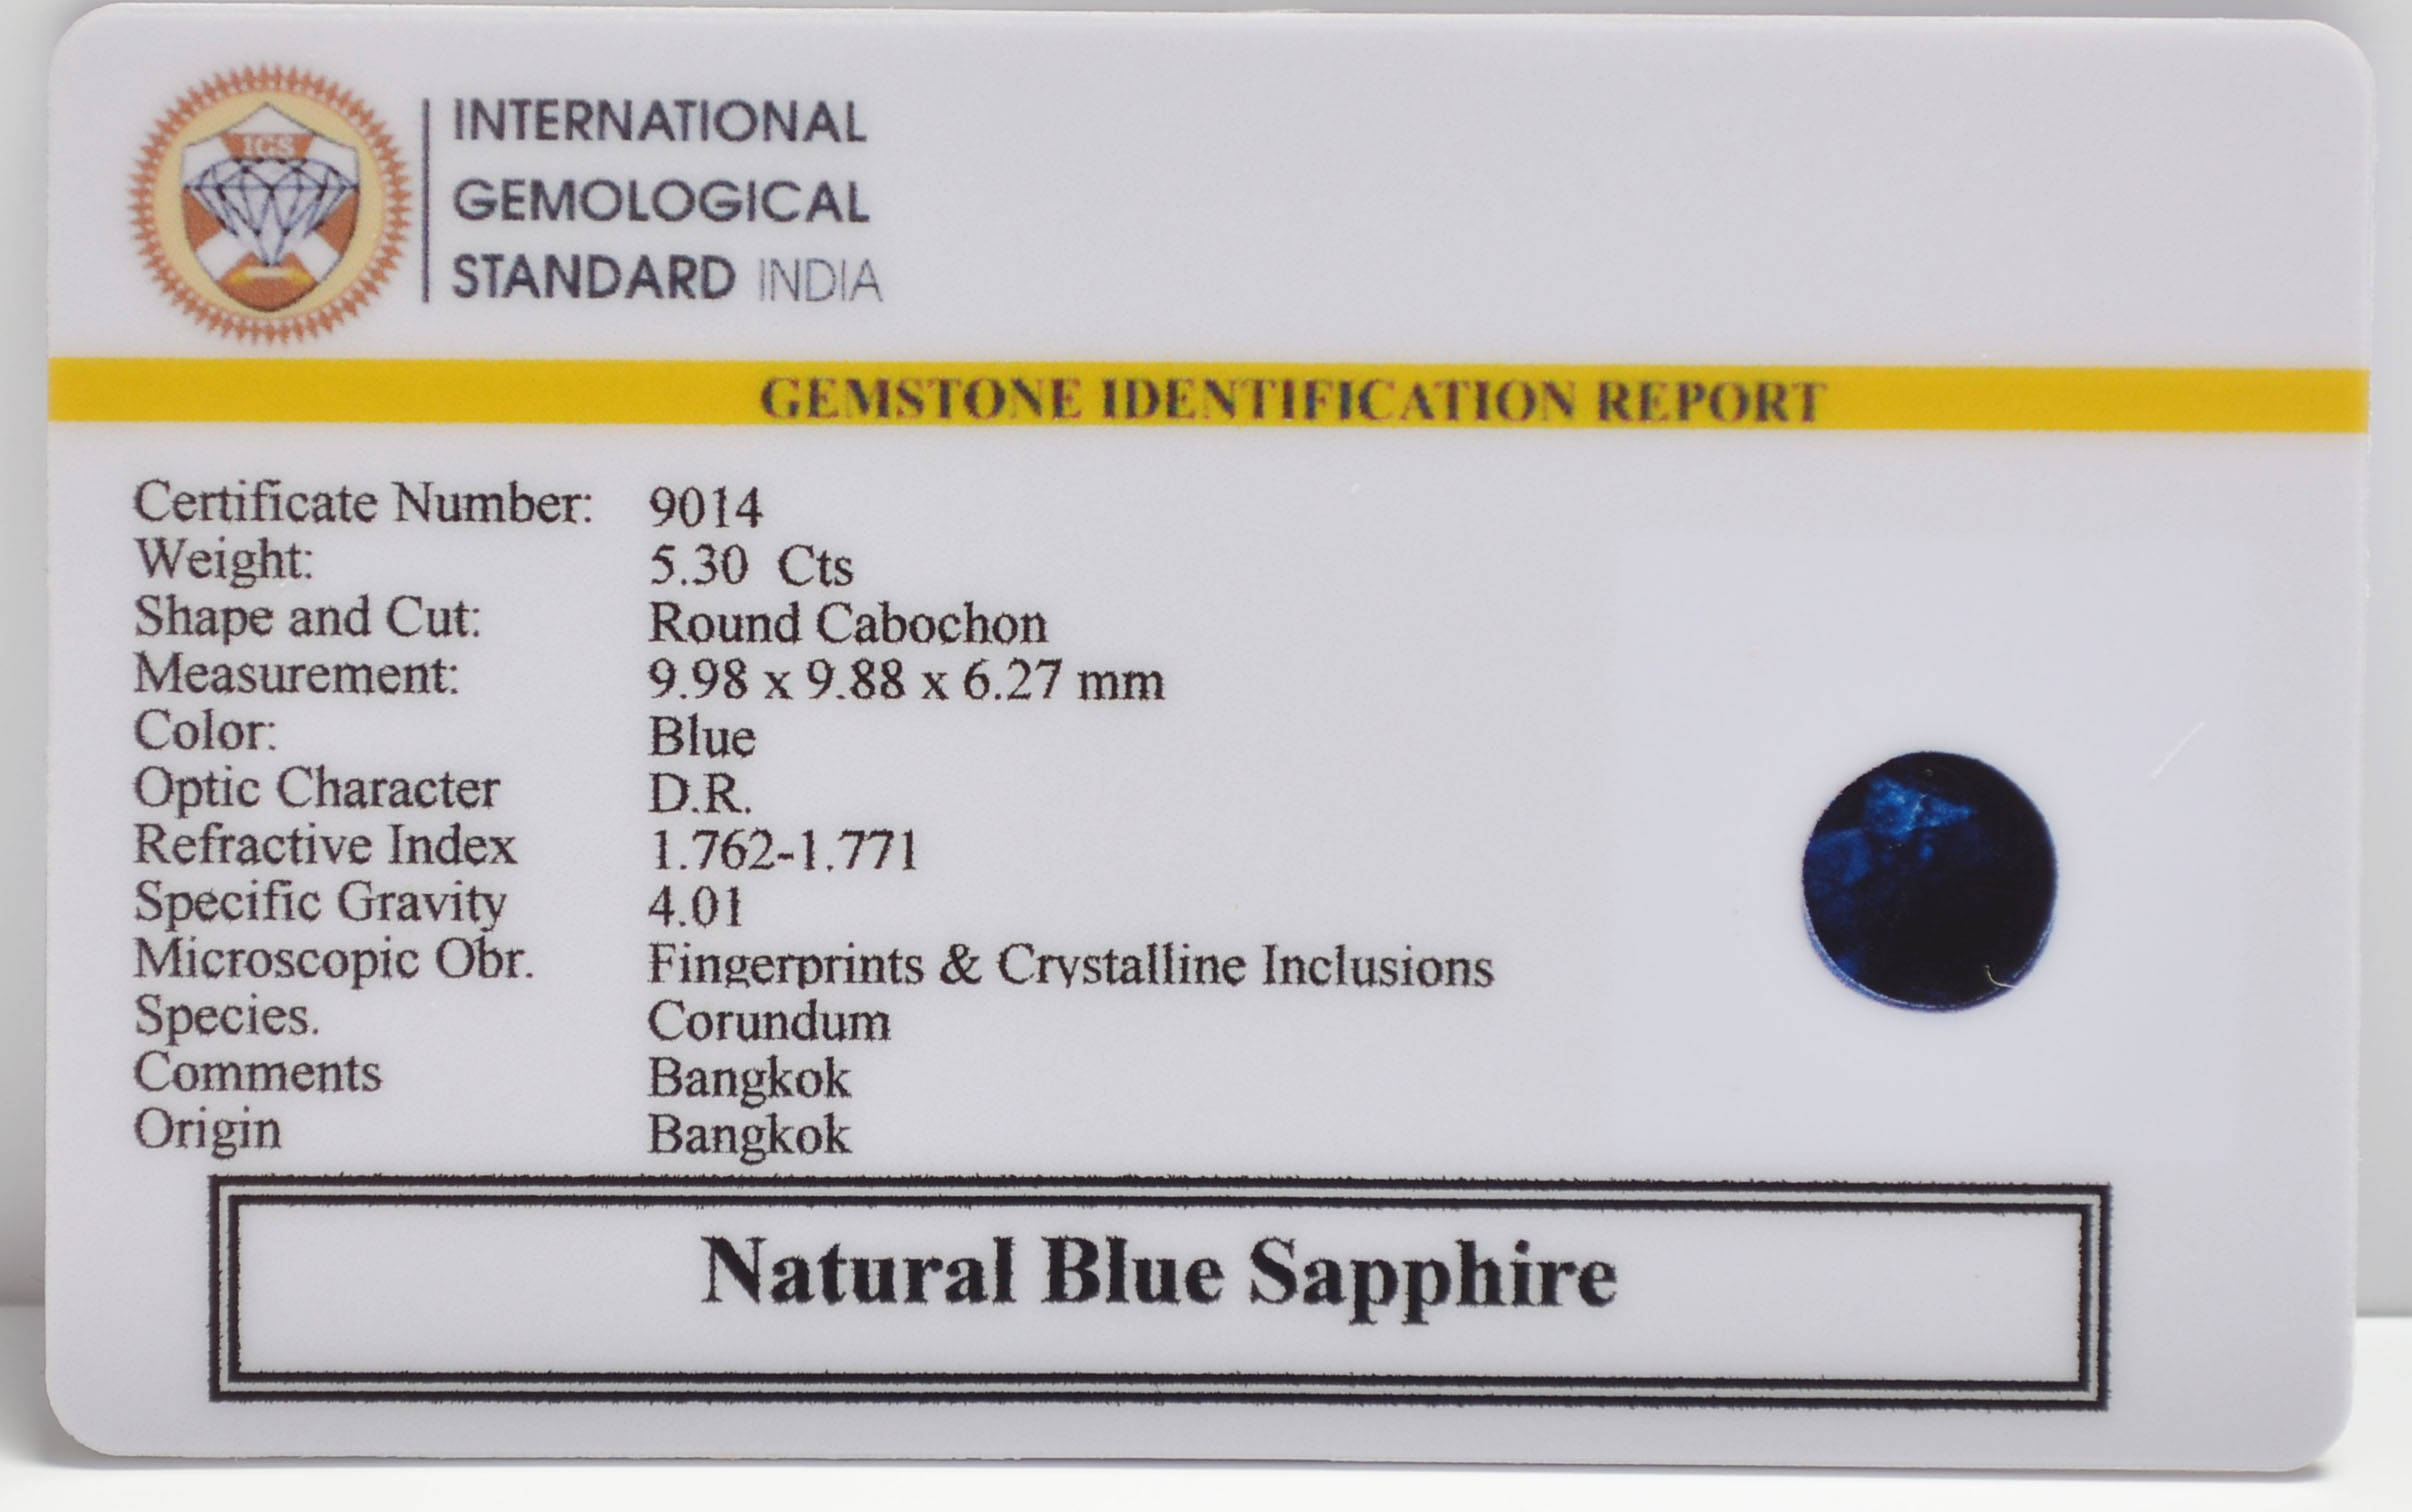 IGS
INTERNATIONAL
GEMOLOGICAL
STANDARD INDIA
GEMSTONE IDENTIFICATION REPORT
Certificate Number: 9014
Weight: 5.30 Cts
Shape and Cut: Round Cabochon
Measurement: 9.98 x 9.88 x 6.27 mm
Color: Blue
Optic Character D.R.
Refractive Index 1.762-1.771
Specific Gravity 4.01
Microscopic Obr. Fingerprints & Crystalline Inclusions
Species. Corundum
Comments Bangkok
Origin Bangkok
Natural Blue Sapphire